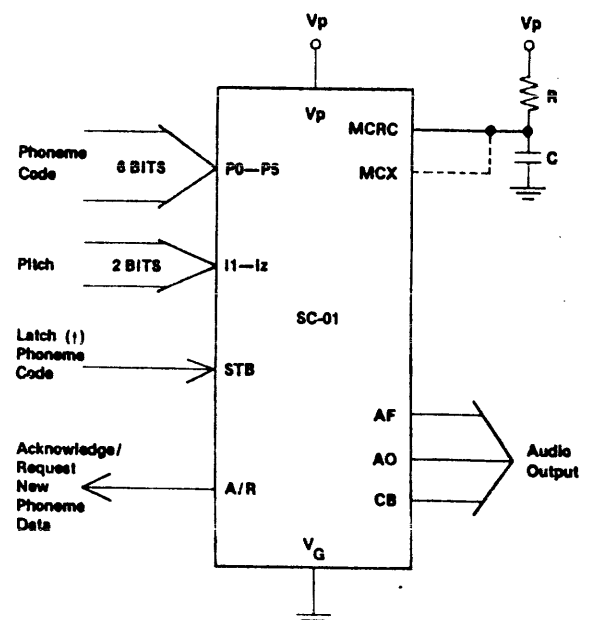 Vp
Vp
Vp
MCRC
R
C
MCX
Phoneme
Code
6 BITS
P0—P5
Pitch
2 BITS
I1—Iz
SC-01
Latch (↑)
Phoneme
Code
STB
AF
AO
CB
Audio
Output
Acknowledge/
Request
New
Phoneme
Data
A/R
VG